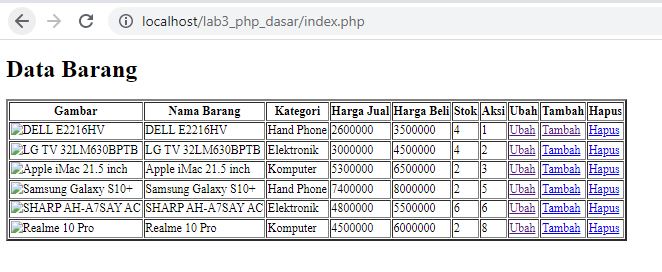 localhost/lab3_php_dasar/index.php
Data Barang
Gambar Nama Barang Kategori Harga Jual Harga Beli Stok Aksi Ubah Tambah Hapus
DELL E2216HV DELL E2216HV Hand Phone 2600000 3500000 4 1 Ubah Tambah Hapus
LG TV 32LM630BPTB LG TV 32LM630BPTB Elektronik 3000000 4500000 4 2 Ubah Tambah Hapus
Apple iMac 21.5 inch Apple iMac 21.5 inch Komputer 5300000 6500000 2 3 Ubah Tambah Hapus
Samsung Galaxy S10+ Samsung Galaxy S10+ Hand Phone 7400000 8000000 2 5 Ubah Tambah Hapus
SHARP AH-A7SAY AC SHARP AH-A7SAY AC Elektronik 4800000 5500000 6 6 Ubah Tambah Hapus
Realme 10 Pro Realme 10 Pro Komputer 4500000 6000000 2 8 Ubah Tambah Hapus